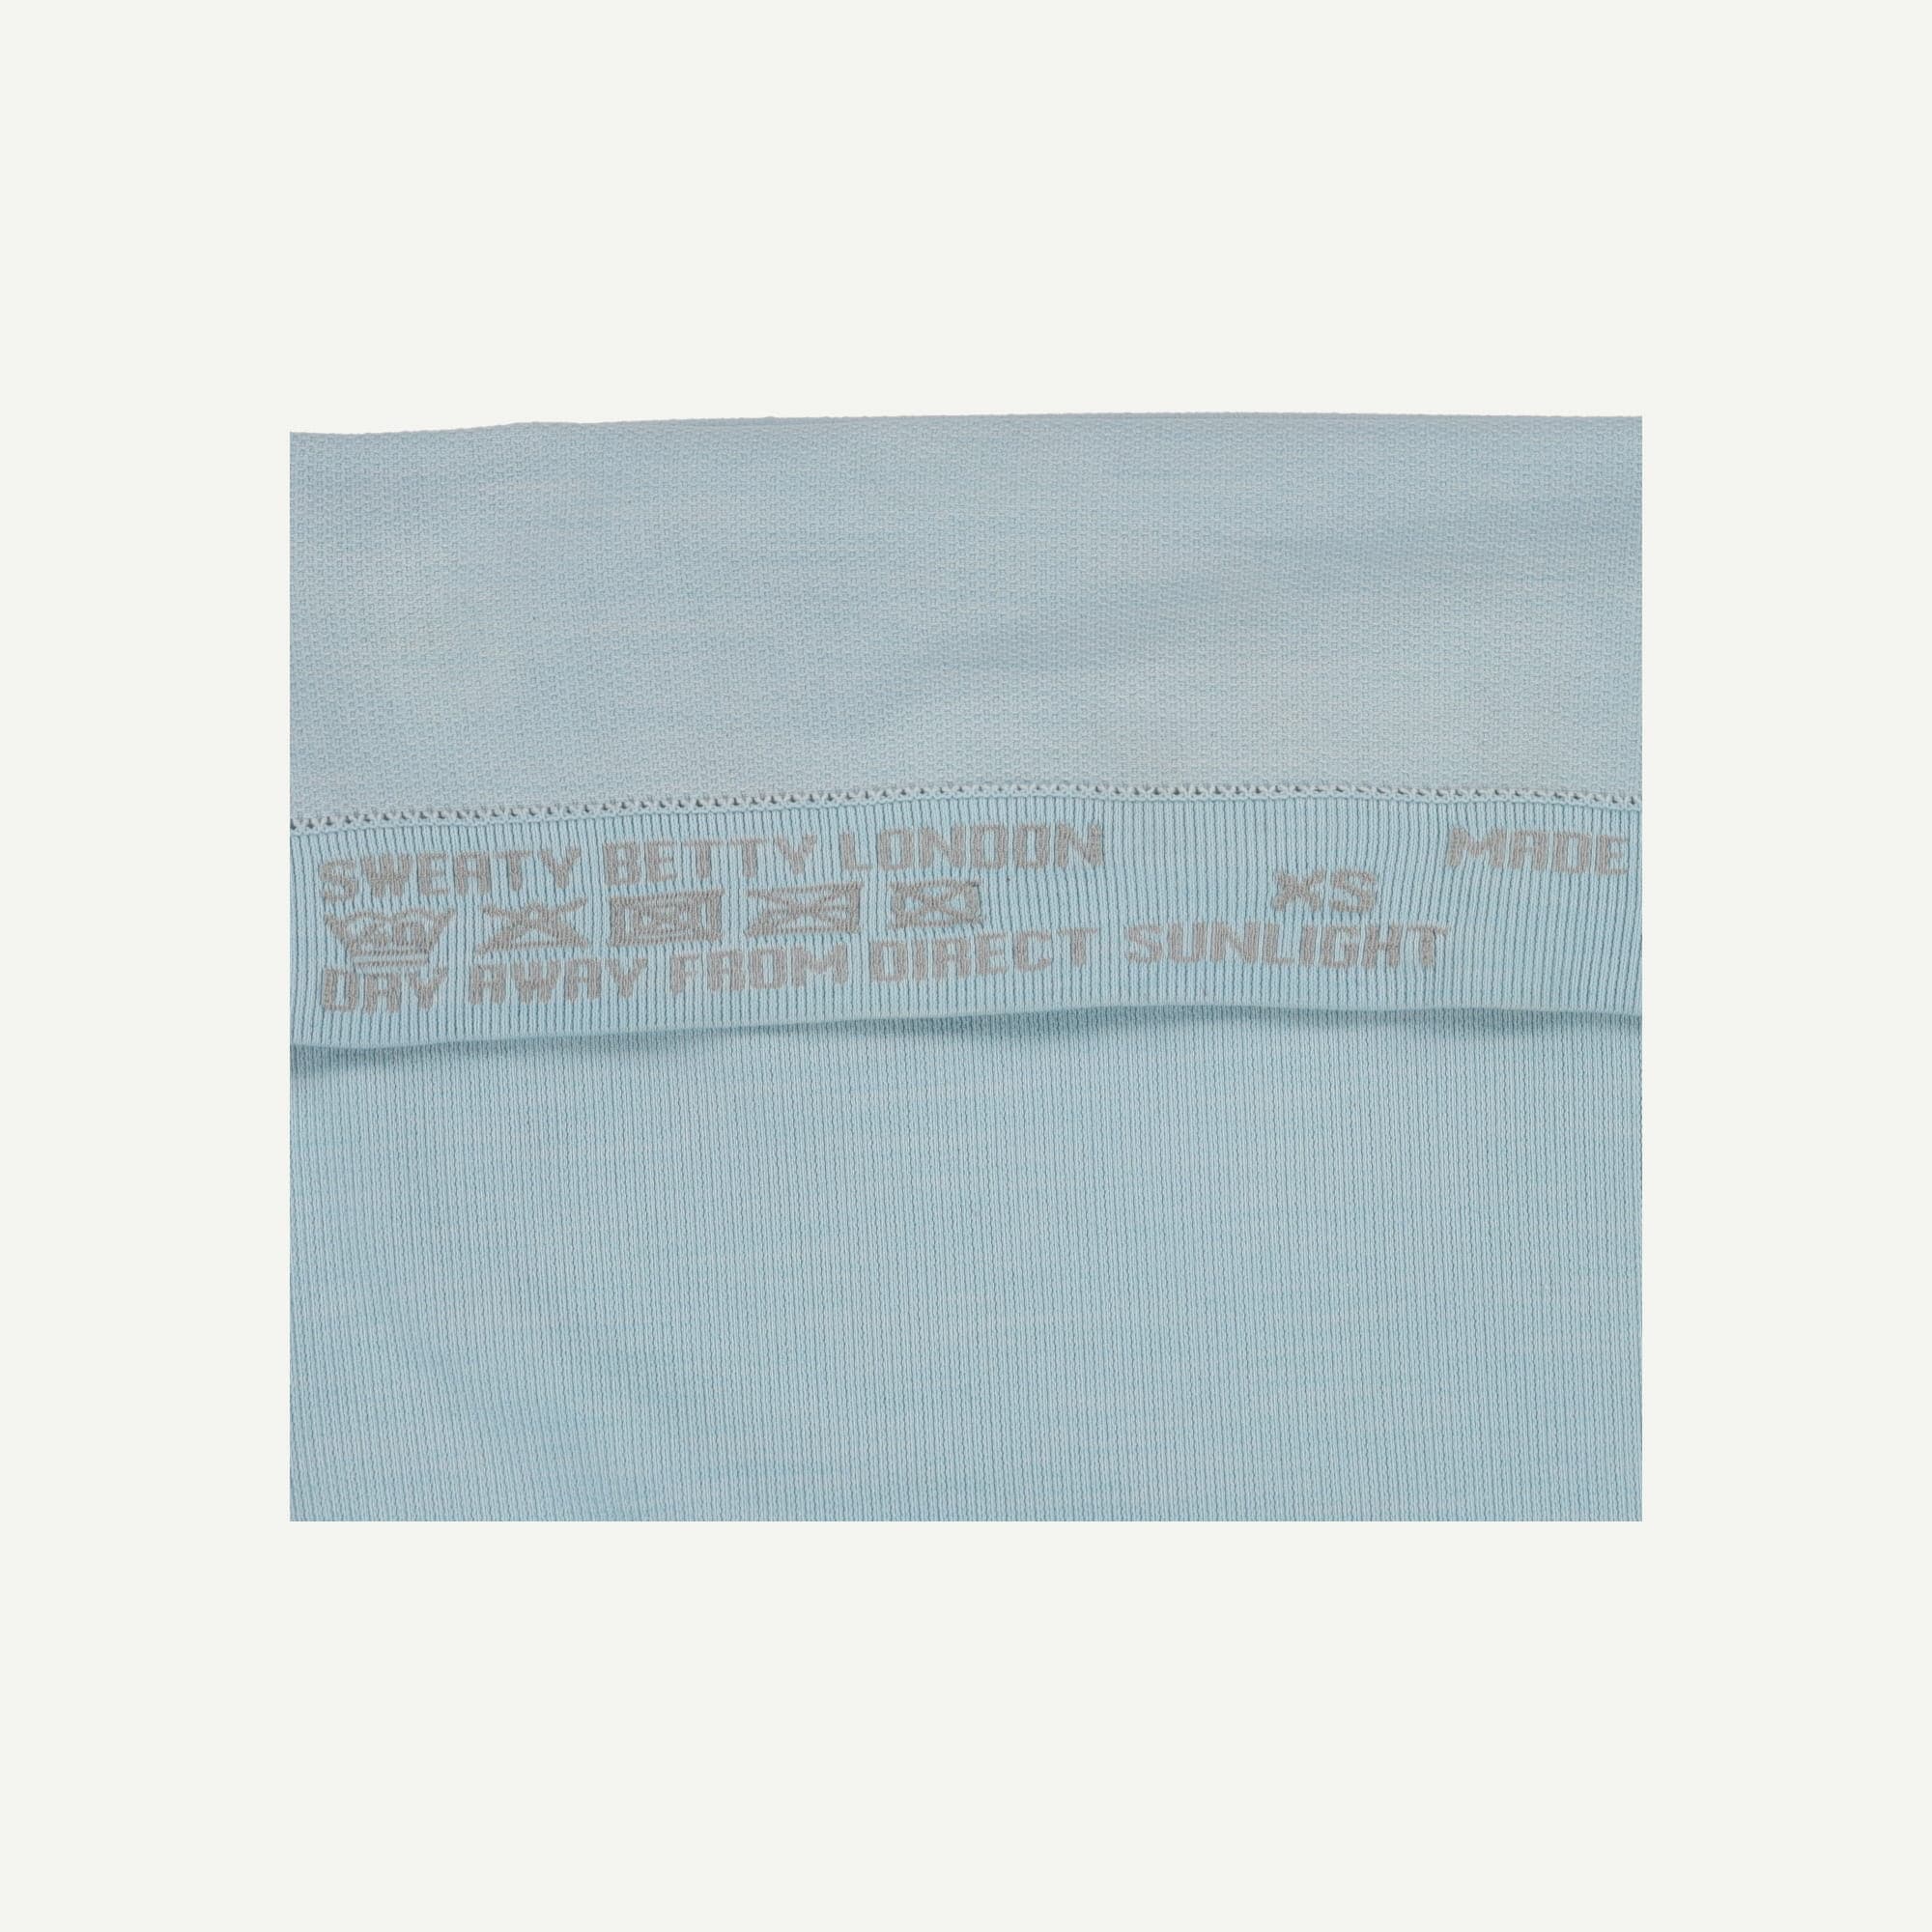 SWEATY BETTY LONDON
XS
MADE
DRY AWAY FROM DIRECT SUNLIGHT